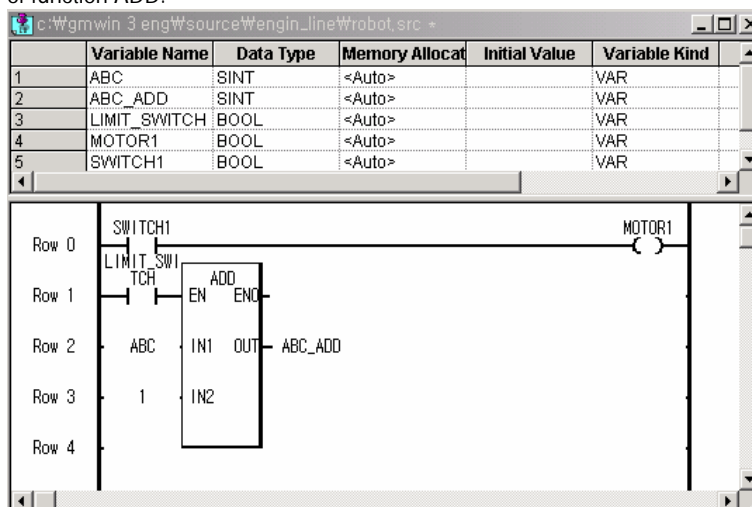 of function ADD.
c:₩gmwin 3 eng₩source₩engin_line₩robot,src *
Variable Name Data Type Memory Allocat Initial Value Variable Kind
1 ABC SINT <Auto> VAR
2 ABC_ADD SINT <Auto> VAR
3 LIMIT_SWITCH BOOL <Auto> VAR
4 MOTOR1 BOOL <Auto> VAR
5 SWITCH1 BOOL <Auto> VAR
SWITCH1 MOTOR1
Row 0
LIMIT_SWI
TCH ADD
Row 1 EN ENO
Row 2 ABC IN1 OUT ABC_ADD
Row 3 1 IN2
Row 4